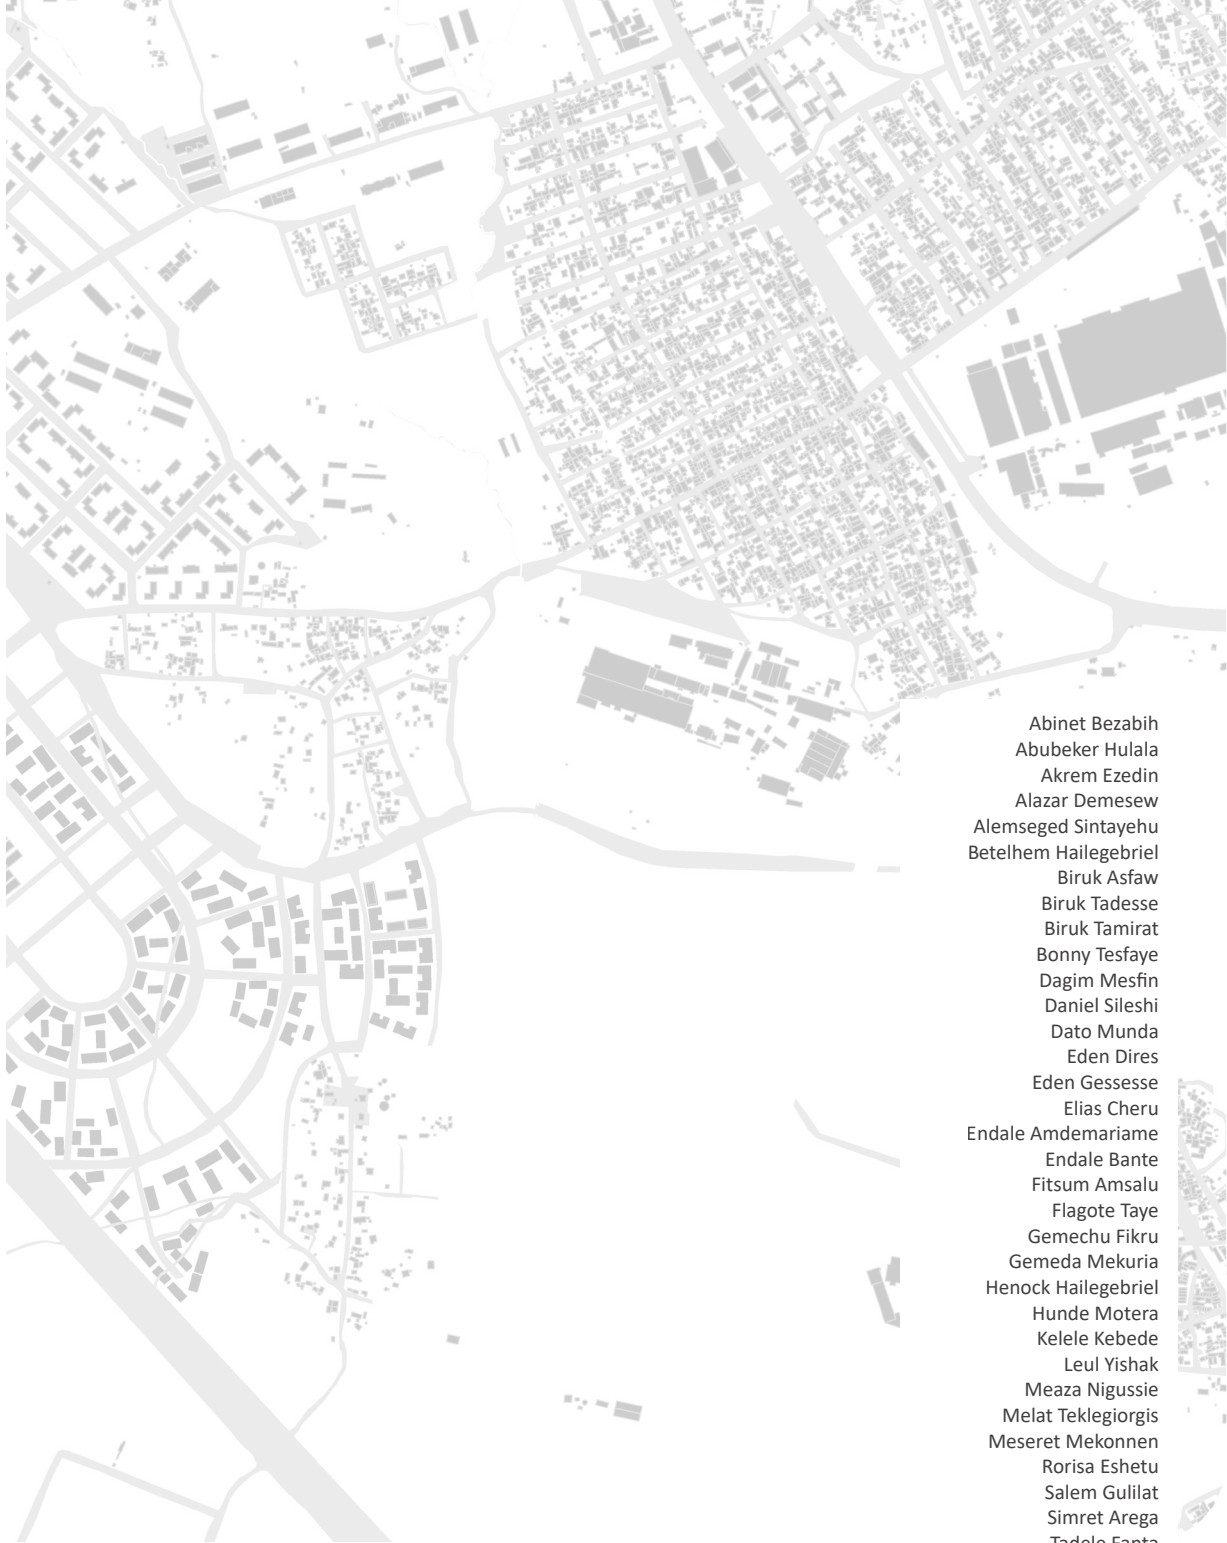 Abinet Bezabih
Abubeker Hulala
Akrem Ezedin
Alazar Demesew
Alemseged Sintayehu
Betelhem Hailegebriel
Biruk Asfaw
Biruk Tadesse
Biruk Tamirat
Bonny Tesfaye
Dagim Mesfin
Daniel Sileshi
Dato Munda
Eden Dires
Eden Gessesse
Elias Cheru
Endale Amdemariame
Endale Bante
Fitsum Amsalu
Flagote Taye
Gemechu Fikru
Gemeda Mekuria
Henock Hailegebriel
Hunde Motera
Kelele Kebede
Leul Yishak
Meaza Nigussie
Melat Teklegiorgis
Meseret Mekonnen
Rorisa Eshetu
Salem Gulilat
Simret Arega
Tadele Fanta